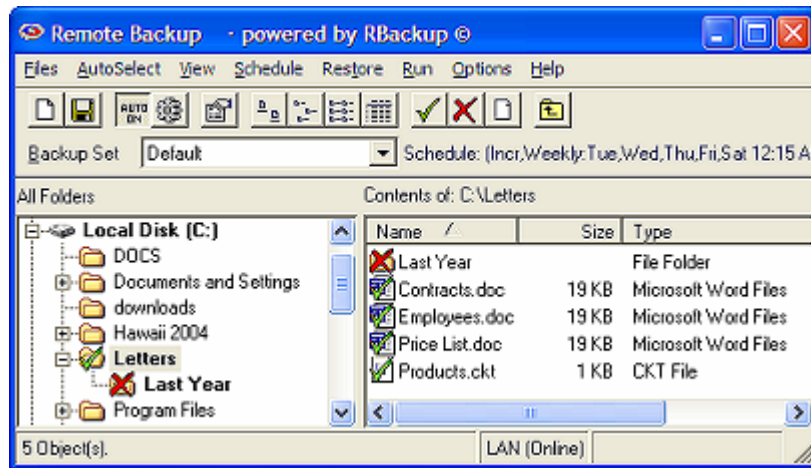 Remote Backup - powered by RBackup ©
Files AutoSelect View Schedule Restore Run Options Help
AUTO ON
Backup Set Default Schedule: (Incr,Weekly:Tue,Wed,Thu,Fri,Sat 12:15 A
All Folders Contents of: C:\Letters
Local Disk (C:)
DOCS
Documents and Settings
downloads
Hawaii 2004
Letters
Last Year
Program Files
Name Size Type
Last Year File Folder
Contracts.doc 19 KB Microsoft Word Files
Employees.doc 19 KB Microsoft Word Files
Price List.doc 19 KB Microsoft Word Files
Products.ckt 1 KB CKT File
5 Object(s). LAN (Online)